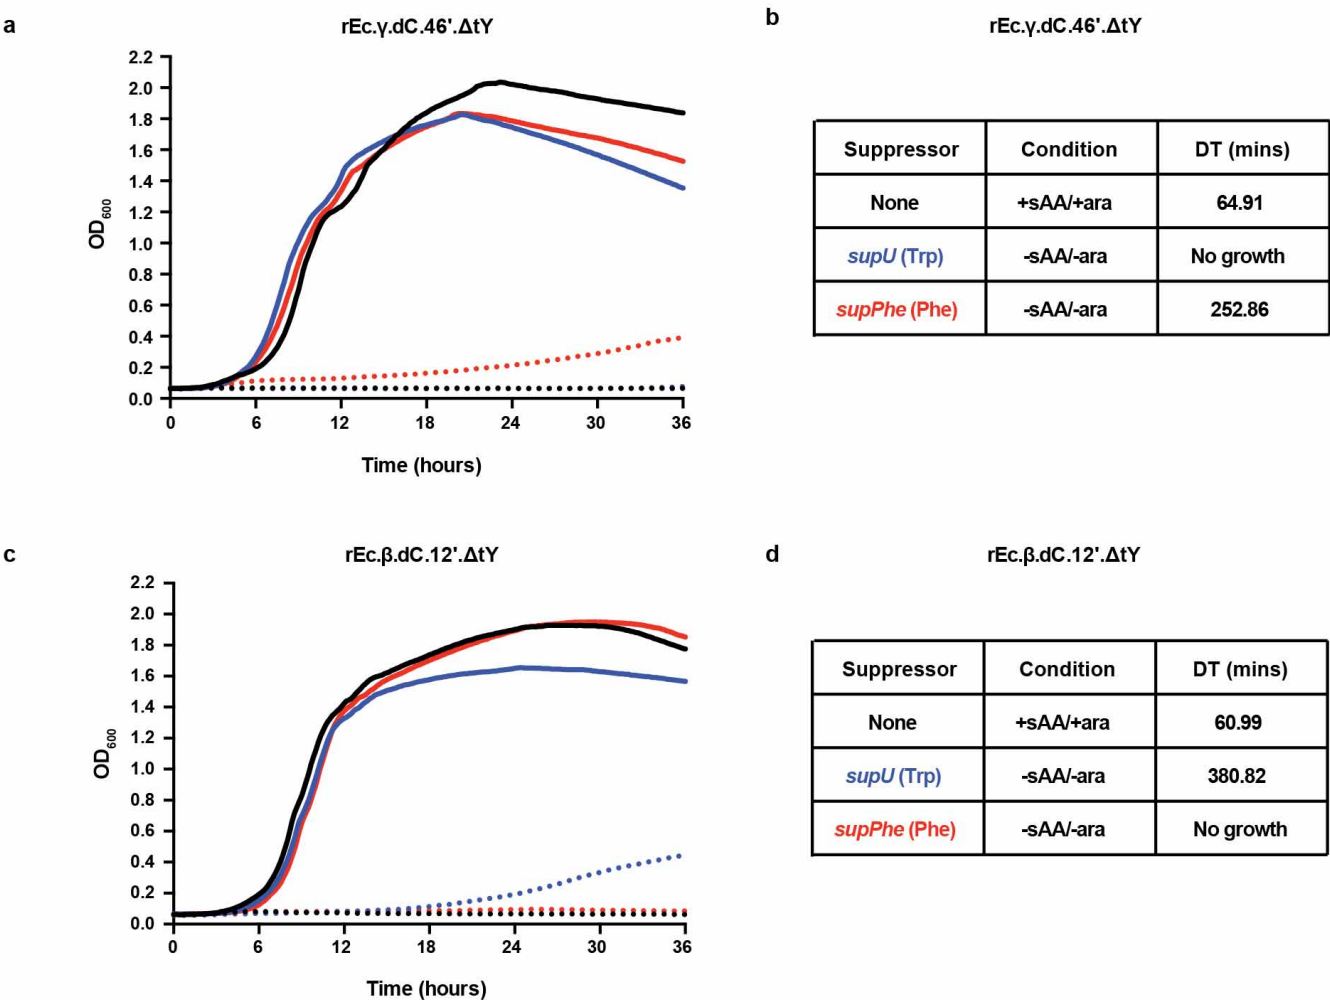 a
rEc.γ.dC.46'.ΔtY
2.2
2.0
1.8
1.6
1.4
1.2
1.0
0.8
0.6
0.4
0.2
0.0
OD600
0 6 12 18 24 30 36
Time (hours)
b
rEc.γ.dC.46'.ΔtY
Suppressor Condition DT (mins)
None +sAA/+ara 64.91
supU (Trp) -sAA/-ara No growth
supPhe (Phe) -sAA/-ara 252.86
c
rEc.β.dC.12'.ΔtY
2.2
2.0
1.8
1.6
1.4
1.2
1.0
0.8
0.6
0.4
0.2
0.0
OD600
0 6 12 18 24 30 36
Time (hours)
d
rEc.β.dC.12'.ΔtY
Suppressor Condition DT (mins)
None +sAA/+ara 60.99
supU (Trp) -sAA/-ara 380.82
supPhe (Phe) -sAA/-ara No growth